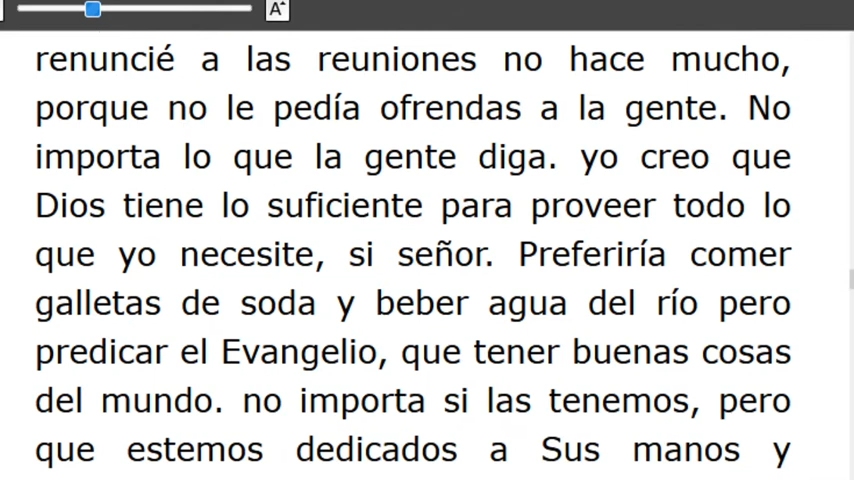 A
renuncié a las reuniones no hace mucho,
porque no le pedía ofrendas a la gente. No
importa lo que la gente diga. yo creo que
Dios tiene lo suficiente para proveer todo lo
que yo necesite, si señor. Preferiría comer
galletas de soda y beber agua del río pero
predicar el Evangelio, que tener buenas cosas
del mundo. no importa si las tenemos, pero
que estemos dedicados a Sus manos y